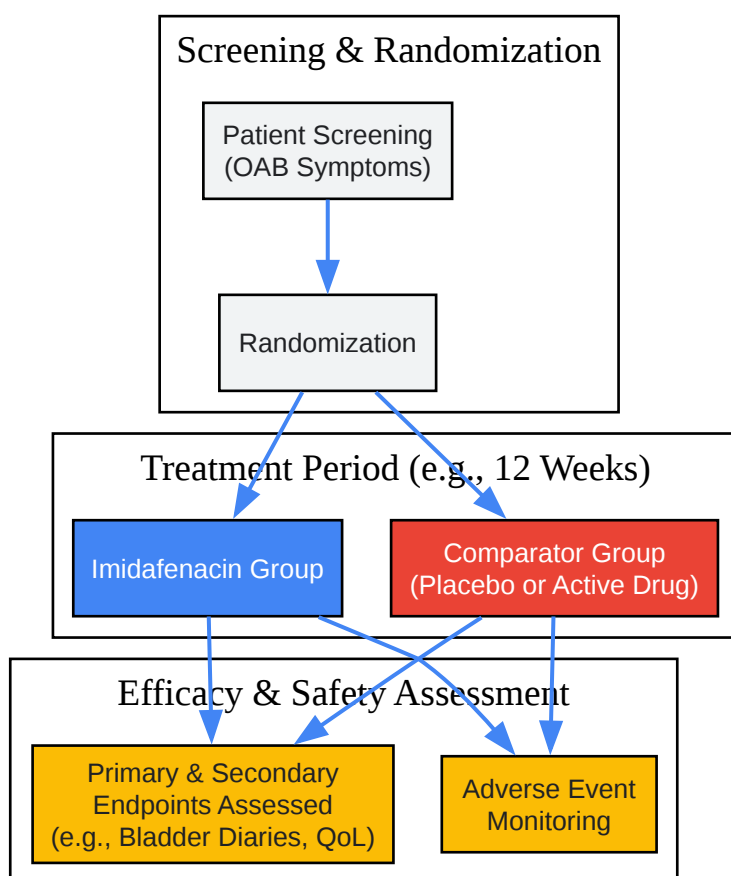 Screening & Randomization
Patient Screening
(OAB Symptoms)
Randomization
Treatment Period (e.g., 12 Weeks)
Imidafenacin Group
Comparator Group
(Placebo or Active Drug)
Efficacy & Safety Assessment
Primary & Secondary
Endpoints Assessed
(e.g., Bladder Diaries, QoL)
Adverse Event
Monitoring